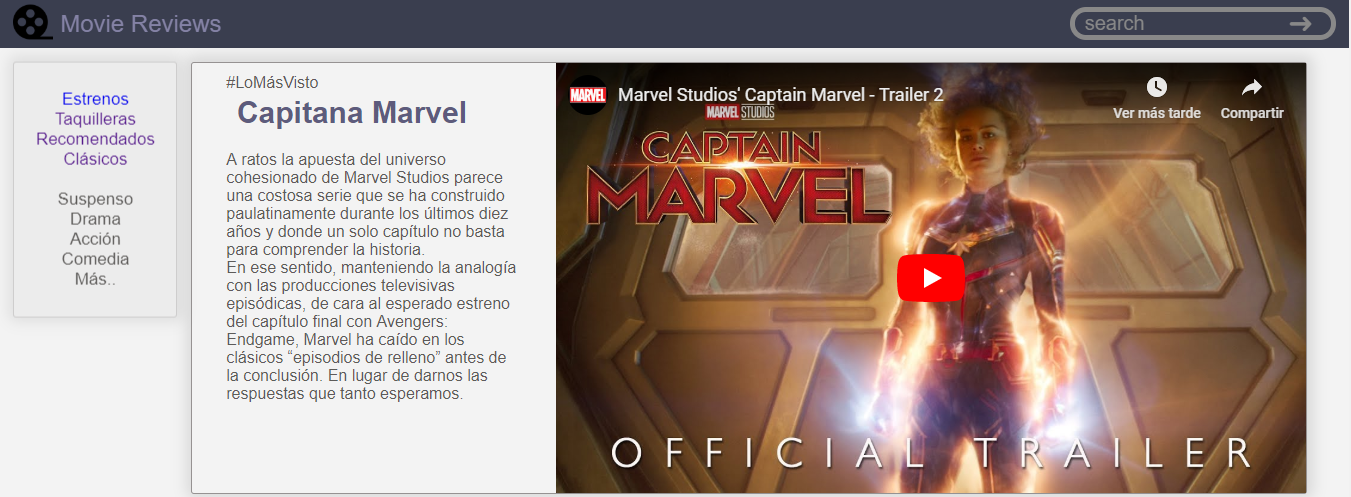 Movie Reviews
search
Estrenos
Taquilleras
Recomendados
Clásicos
Suspenso
Drama
Acción
Comedia
Más..
#LoMásVisto
Capitana Marvel
A ratos la apuesta del universo
cohesionado de Marvel Studios parece
una costosa serie que se ha construido
paulatinamente durante los últimos diez
años y donde un solo capítulo no basta
para comprender la historia.
En ese sentido, manteniendo la analogía
con las producciones televisivas
episódicas, de cara al esperado estreno
del capítulo final con Avengers:
Endgame, Marvel ha caído en los
clásicos “episodios de relleno” antes de
la conclusión. En lugar de darnos las
respuestas que tanto esperamos.
MARVEL
Marvel Studios' Captain Marvel - Trailer 2
Ver más tarde
Compartir
MARVEL STUDIOS
CAPTAIN
MARVEL
OFFICIAL TRAILER